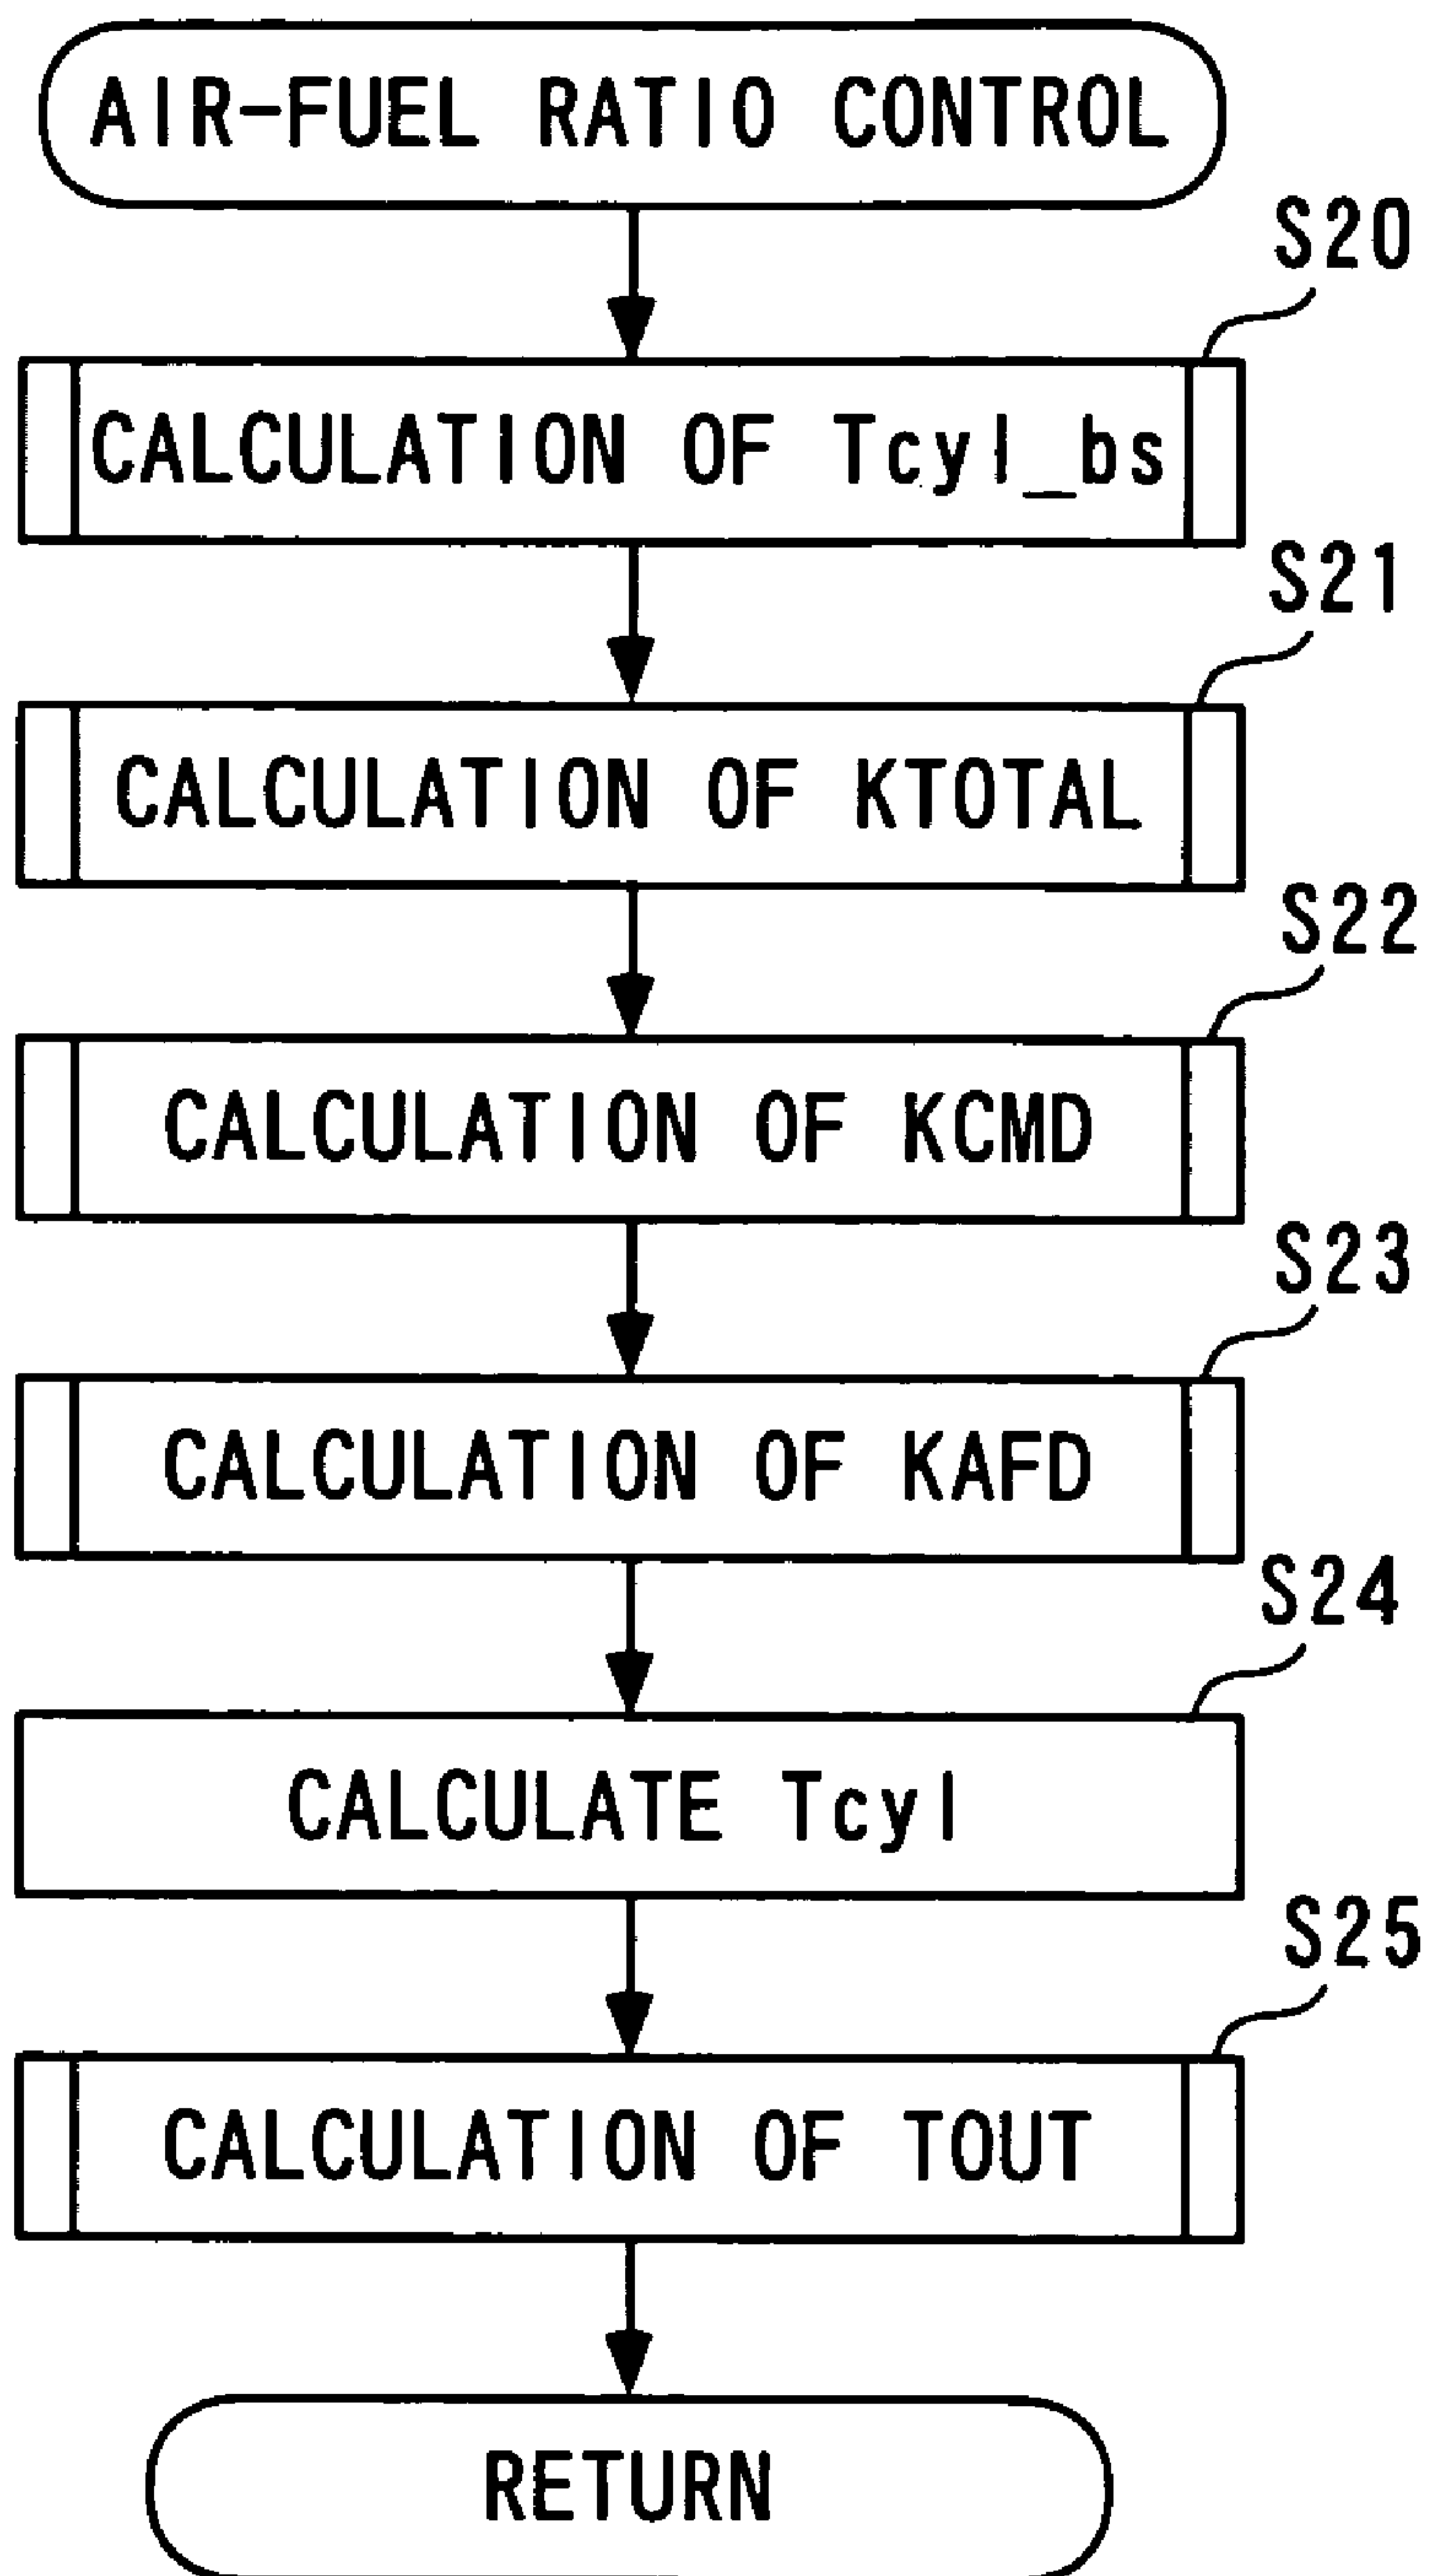 AIR-FUEL RATIO CONTROL
S20
CALCULATION OF Tcyl_bs
S21
CALCULATION OF KTOTAL
S22
CALCULATION OF KCMD
S23
CALCULATION OF KAFD
S24
CALCULATE Tcyl
S25
CALCULATION OF TOUT
RETURN